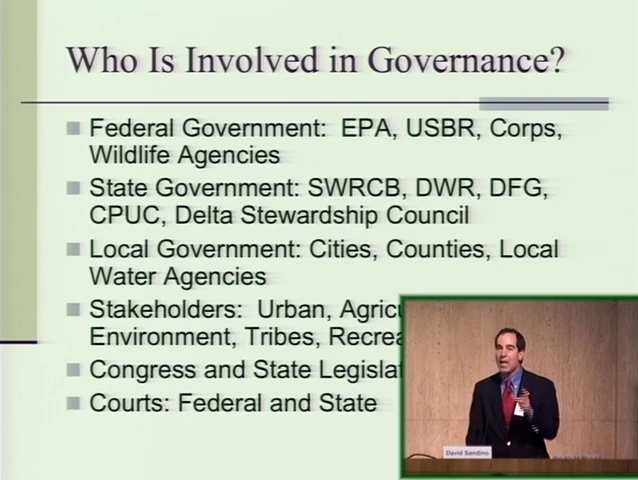 Who Is Involved in Governance?
Federal Government: EPA, USBR, Corps,
Wildlife Agencies
State Government: SWRCB, DWR, DFG,
CPUC, Delta Stewardship Council
Local Government: Cities, Counties, Local
Water Agencies
Stakeholders: Urban,
Environment, Tribes,
Congress and State
Courts: Federal and State
David Sandino